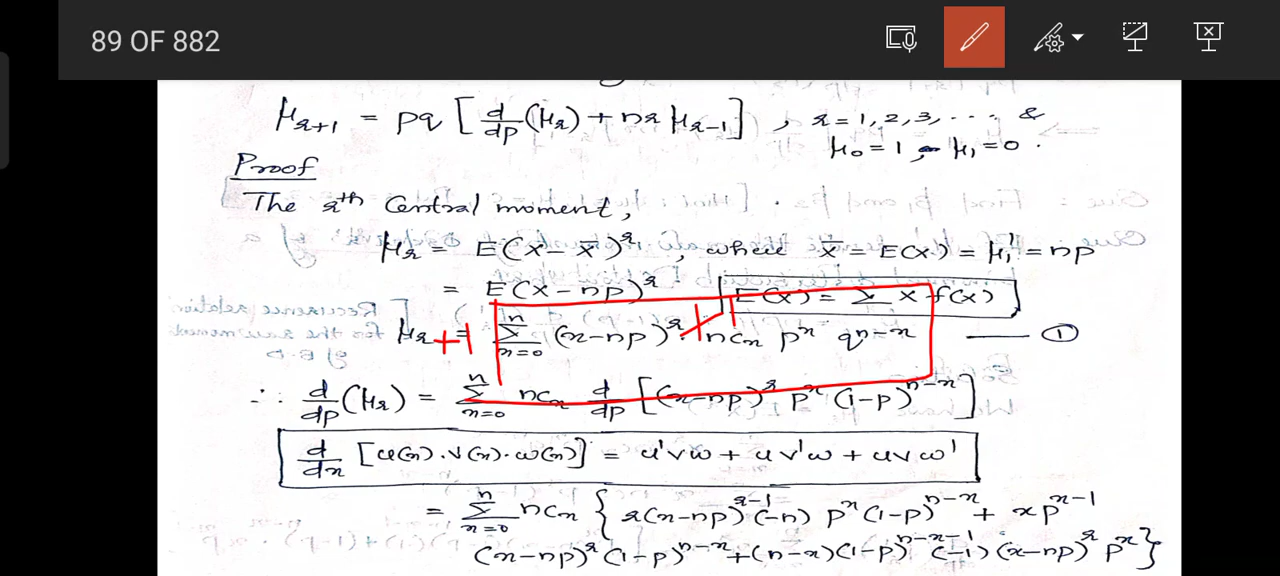 89 OF 882
μr+1 = pq [d/dp (μr) + nr μr-1] , r = 1, 2, 3, .... &
μ0 = 1, μ1 = 0.
Proof
The rth Central moment,
μr = E(x - x̄)^r, where x̄ = E(x) = μ1' = np
= E(x - np)^r E(x) = Σ x f(x)
μr +1 = Σ_{x=0}^{n} (x - np)^r +1 · ncx p^x q^{n-x} —— ①
∴ d/dp (μr) = Σ_{x=0}^{n} ncx d/dp [(x - np)^r p^x (1-p)^{n-x}]
d/dx [u(x) . v(x) . w(x)] = u'vw + uv'w + uvw'
= Σ_{x=0}^{n} ncx { r(x - np)^{r-1} (-n) p^x (1-p)^{n-x} + x p^{x-1}
(x - np)^r (1-p)^{n-x} + (n-x)(1-p)^{n-x-1} (-1) (x - np)^r p^x }